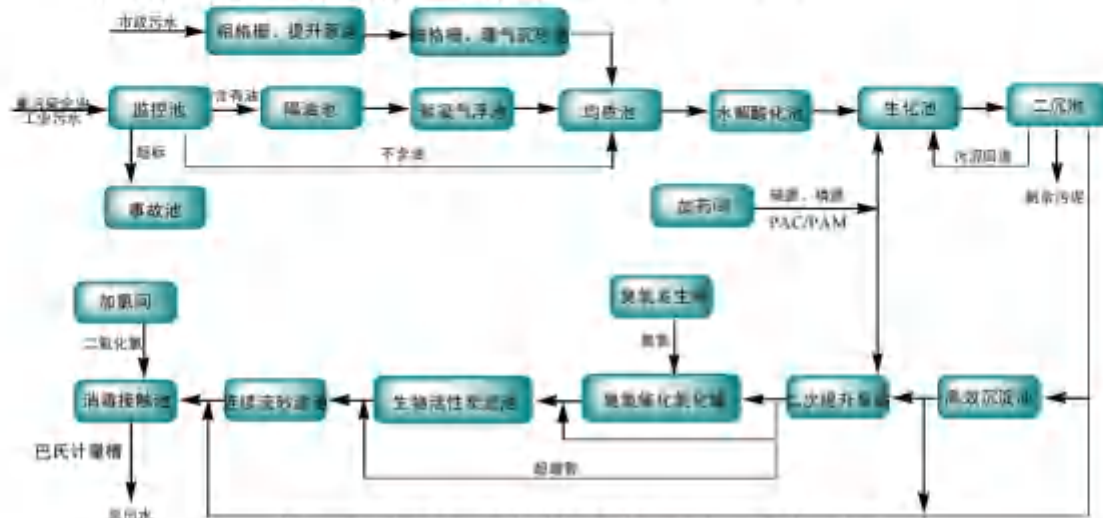 市政污水
粗格栅、提升泵房
细格栅、曝气沉砂池
工业污水
监控池
含有油
隔油池
絮凝气浮池
均质池
水解酸化池
生化池
二沉池
超标
不含油
污泥回流
剩余污泥
事故池
加药间
碳源、磷源
PAC/PAM
加氯间
臭氧发生器
二氧化氯
臭氧
消毒接触池
连续流砂滤池
生物活性炭滤池
臭氧催化氧化罐
二次提升泵站
高效沉淀池
巴氏计量槽
超越管